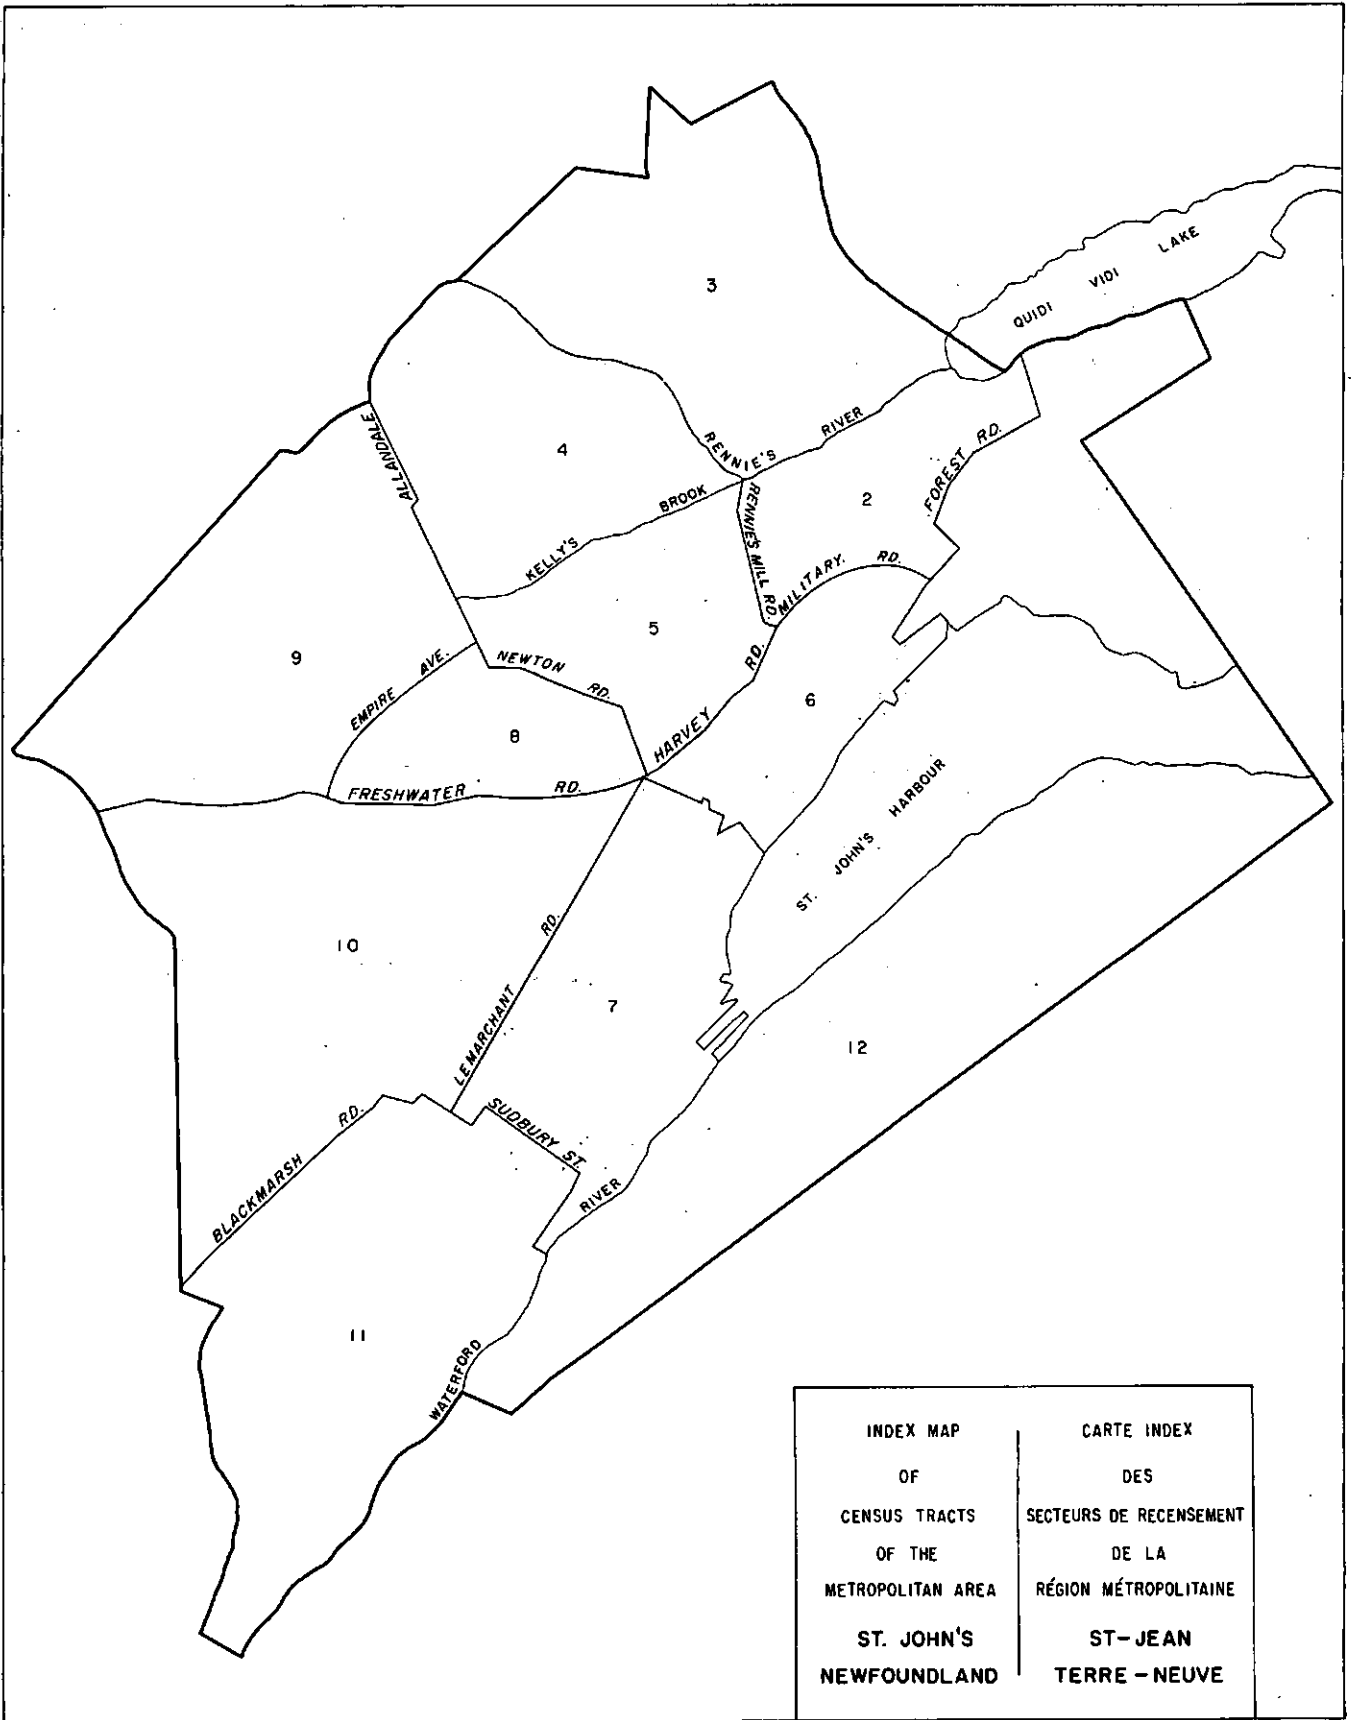 3
QUIDI VIDI LAKE
ALLANDALE
4
RENNIE'S RIVER
KELLY'S BROOK
RENNIE'S MILL RD.
2
FOREST RD.
MILITARY. RD.
5
9
EMPIRE AVE.
NEWTON RD.
8
HARVEY RD.
6
FRESHWATER RD.
ST. JOHN'S HARBOUR
10
LEMARCHANT RD.
7
12
BLACKMARSH RD.
SUDBURY ST.
11
WATERFORD RIVER
INDEX MAP
OF
CENSUS TRACTS
OF THE
METROPOLITAN AREA
ST. JOHN'S
NEWFOUNDLAND
CARTE INDEX
DES
SECTEURS DE RECENSEMENT
DE LA
RÉGION MÉTROPOLITAINE
ST-JEAN
TERRE-NEUVE